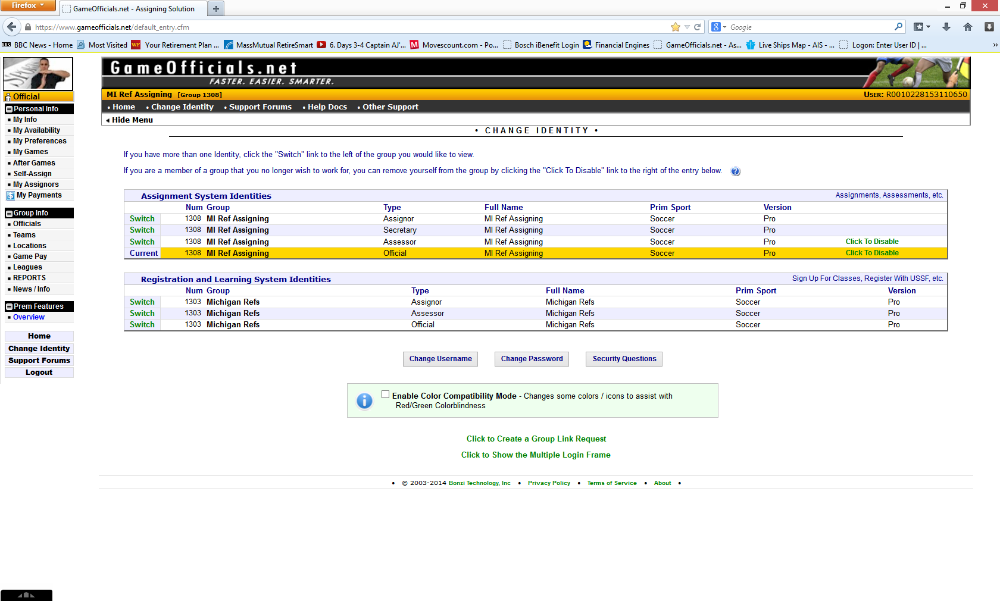 Firefox
GameOfficials.net - Assigning Solution
https://www.gameofficials.net/default_entry.cfm
Google
BBC News - Home
Most Visited
Your Retirement Plan ...
MassMutual RetireSmart
6. Days 3-4 Captain AJ'...
Movescount.com - Po...
Bosch iBenefit Login
Financial Engines
GameOfficials.net - As...
Live Ships Map - AIS - ...
Logon: Enter User ID | ...
GameOfficials.net
FASTER. EASIER. SMARTER.
Official
MI Ref Assigning [Group 1308]
USER: R0010228153110650
• Home • Change Identity • Support Forums • Help Docs • Other Support
Hide Menu
Personal Info
My Info
My Availability
My Preferences
My Games
After Games
Self-Assign
My Assignors
My Payments
Group Info
Officials
Teams
Locations
Game Pay
Leagues
REPORTS
News / Info
Prem Features
Overview
Home
Change Identity
Support Forums
Logout
• CHANGE IDENTITY •
If you have more than one Identity, click the "Switch" link to the left of the group you would like to view.
If you are a member of a group that you no longer wish to work for, you can remove yourself from the group by clicking the "Click To Disable" link to the right of the entry below.
Assignment System Identities Assignments, Assessments, etc.
Num Group Type Full Name Prim Sport Version
Switch 1308 MI Ref Assigning Assignor MI Ref Assigning Soccer Pro
Switch 1308 MI Ref Assigning Secretary MI Ref Assigning Soccer Pro
Switch 1308 MI Ref Assigning Assessor MI Ref Assigning Soccer Pro Click To Disable
Current 1308 MI Ref Assigning Official MI Ref Assigning Soccer Pro Click To Disable
Registration and Learning System Identities Sign Up For Classes, Register With USSF, etc.
Num Group Type Full Name Prim Sport Version
Switch 1303 Michigan Refs Assignor Michigan Refs Soccer Pro
Switch 1303 Michigan Refs Assessor Michigan Refs Soccer Pro
Switch 1303 Michigan Refs Official Michigan Refs Soccer Pro
Change Username Change Password Security Questions
Enable Color Compatibility Mode - Changes some colors / icons to assist with
Red/Green Colorblindness
Click to Create a Group Link Request
Click to Show the Multiple Login Frame
• © 2003-2014 Bonzi Technology, Inc • Privacy Policy • Terms of Service • About •